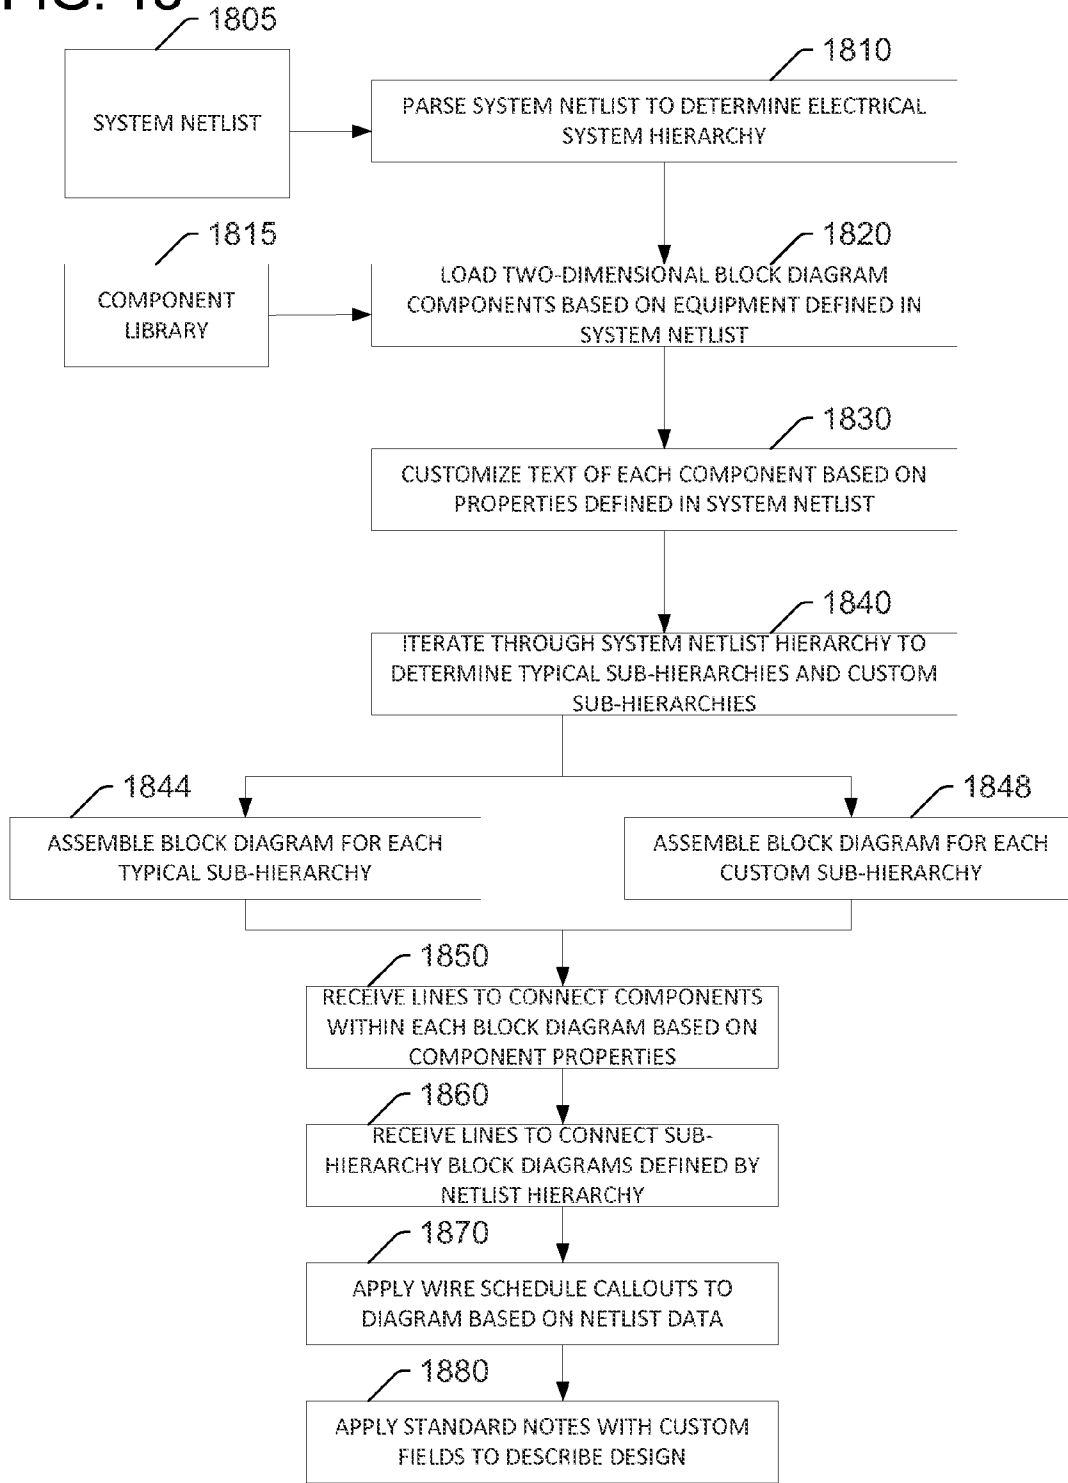 1805
SYSTEM NETLIST
1810
PARSE SYSTEM NETLIST TO DETERMINE ELECTRICAL
SYSTEM HIERARCHY
1815
COMPONENT
LIBRARY
1820
LOAD TWO-DIMENSIONAL BLOCK DIAGRAM
COMPONENTS BASED ON EQUIPMENT DEFINED IN
SYSTEM NETLIST
1830
CUSTOMIZE TEXT OF EACH COMPONENT BASED ON
PROPERTIES DEFINED IN SYSTEM NETLIST
1840
ITERATE THROUGH SYSTEM NETLIST HIERARCHY TO
DETERMINE TYPICAL SUB-HIERARCHIES AND CUSTOM
SUB-HIERARCHIES
1844
ASSEMBLE BLOCK DIAGRAM FOR EACH
TYPICAL SUB-HIERARCHY
1848
ASSEMBLE BLOCK DIAGRAM FOR EACH
CUSTOM SUB-HIERARCHY
1850
RECEIVE LINES TO CONNECT COMPONENTS
WITHIN EACH BLOCK DIAGRAM BASED ON
COMPONENT PROPERTIES
1860
RECEIVE LINES TO CONNECT SUB-
HIERARCHY BLOCK DIAGRAMS DEFINED BY
NETLIST HIERARCHY
1870
APPLY WIRE SCHEDULE CALLOUTS TO
DIAGRAM BASED ON NETLIST DATA
1880
APPLY STANDARD NOTES WITH CUSTOM
FIELDS TO DESCRIBE DESIGN